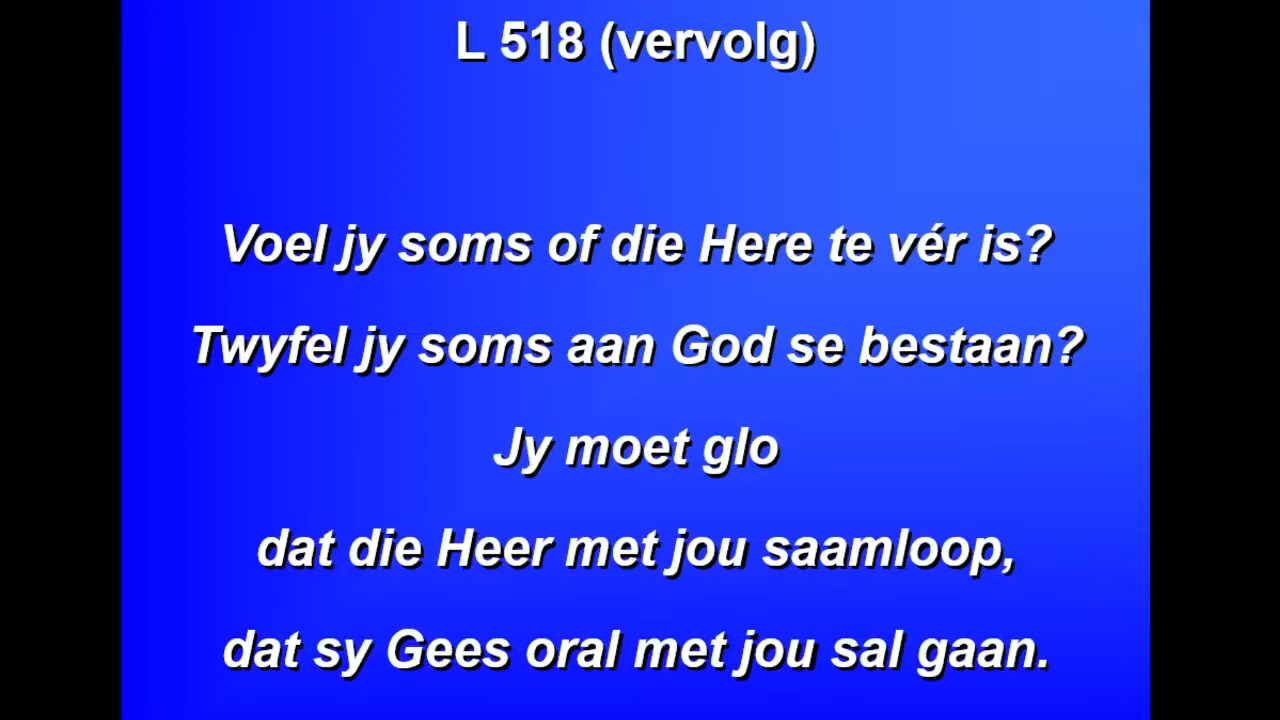 L 518 (vervolg)
Voel jy soms of die Here te vér is?
Twyfel jy soms aan God se bestaan?
Jy moet glo
dat die Heer met jou saamloop,
dat sy Gees oral met jou sal gaan.